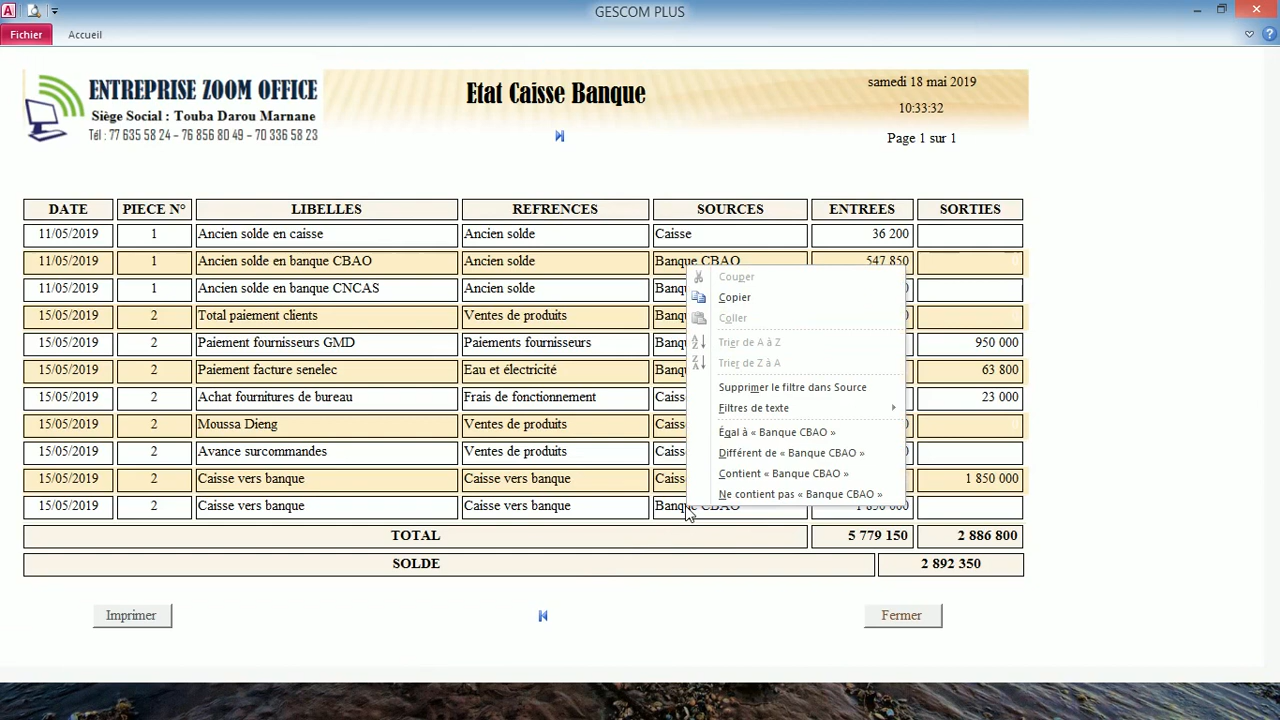 GESCOM PLUS
Fichier Accueil
ENTREPRISE ZOOM OFFICE
Siège Social : Touba Darou Marnane
Tél : 77 635 58 24 – 76 856 80 49 – 70 336 58 23
Etat Caisse Banque
samedi 18 mai 2019
10:33:32
Page 1 sur 1
DATE PIECE N° LIBELLES REFRENCES SOURCES ENTREES SORTIES
11/05/2019 1 Ancien solde en caisse Ancien solde Caisse 36 200
11/05/2019 1 Ancien solde en banque CBAO Ancien solde Banque CBAO 547 850
11/05/2019 1 Ancien solde en banque CNCAS Ancien solde
15/05/2019 2 Total paiement clients Ventes de produits
15/05/2019 2 Paiement fournisseurs GMD Paiements fournisseurs 950 000
15/05/2019 2 Paiement facture senelec Eau et électricité 63 800
15/05/2019 2 Achat fournitures de bureau Frais de fonctionnement 23 000
15/05/2019 2 Moussa Dieng Ventes de produits
15/05/2019 2 Avance surcommandes Ventes de produits
15/05/2019 2 Caisse vers banque Caisse vers banque 1 850 000
15/05/2019 2 Caisse vers banque Caisse vers banque Banque CBAO 1 850 000
TOTAL 5 779 150 2 886 800
SOLDE 2 892 350
Couper
Copier
Coller
Trier de A à Z
Trier de Z à A
Supprimer le filtre dans Source
Filtres de texte
Égal à « Banque CBAO »
Différent de « Banque CBAO »
Contient « Banque CBAO »
Ne contient pas « Banque CBAO »
Imprimer
Fermer